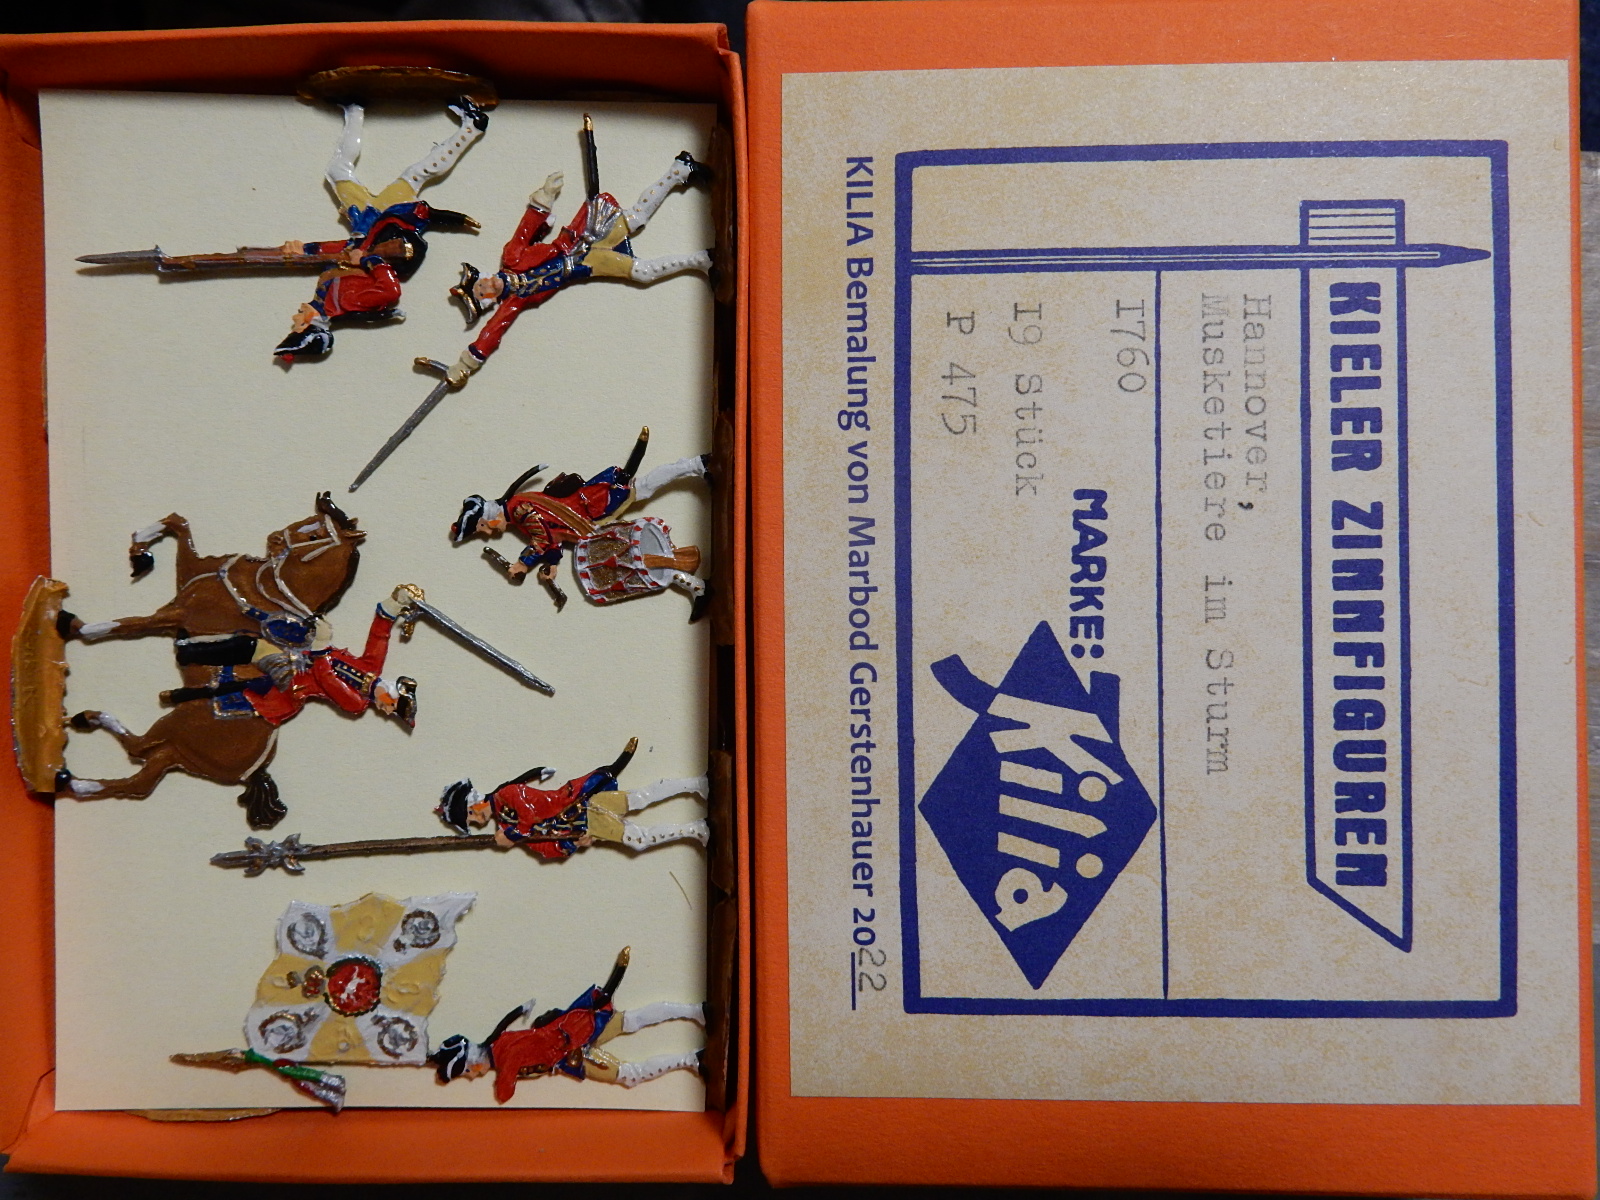 KIELER ZINNFIGUREN
Hannover,
Musketiere im Sturm
I760
MARKE:
Kilia
I9 Stück
P 475
KILIA Bemalung von Marbod Gerstenhauer 2022